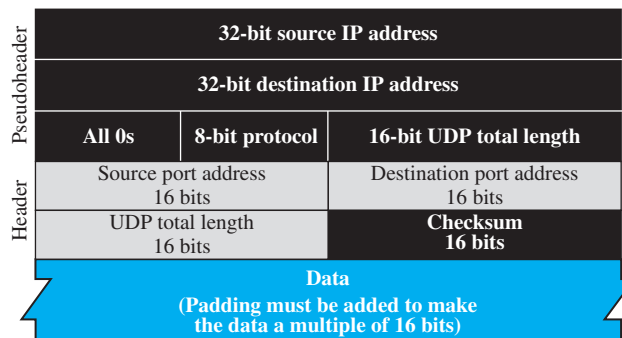 Pseudoheader
32-bit source IP address
32-bit destination IP address
All 0s 8-bit protocol 16-bit UDP total length
Header
Source port address
16 bits
Destination port address
16 bits
UDP total length
16 bits
Checksum
16 bits
Data
(Padding must be added to make
the data a multiple of 16 bits)